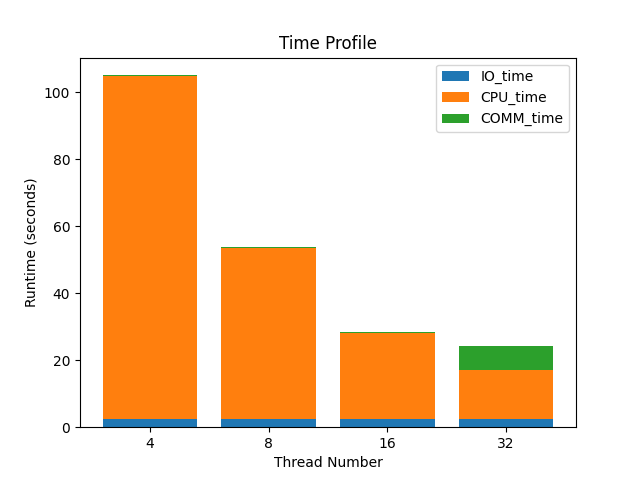 Time Profile
IO_time
CPU_time
COMM_time
Runtime (seconds)
100
80
60
40
20
0
4 8 16 32
Thread Number